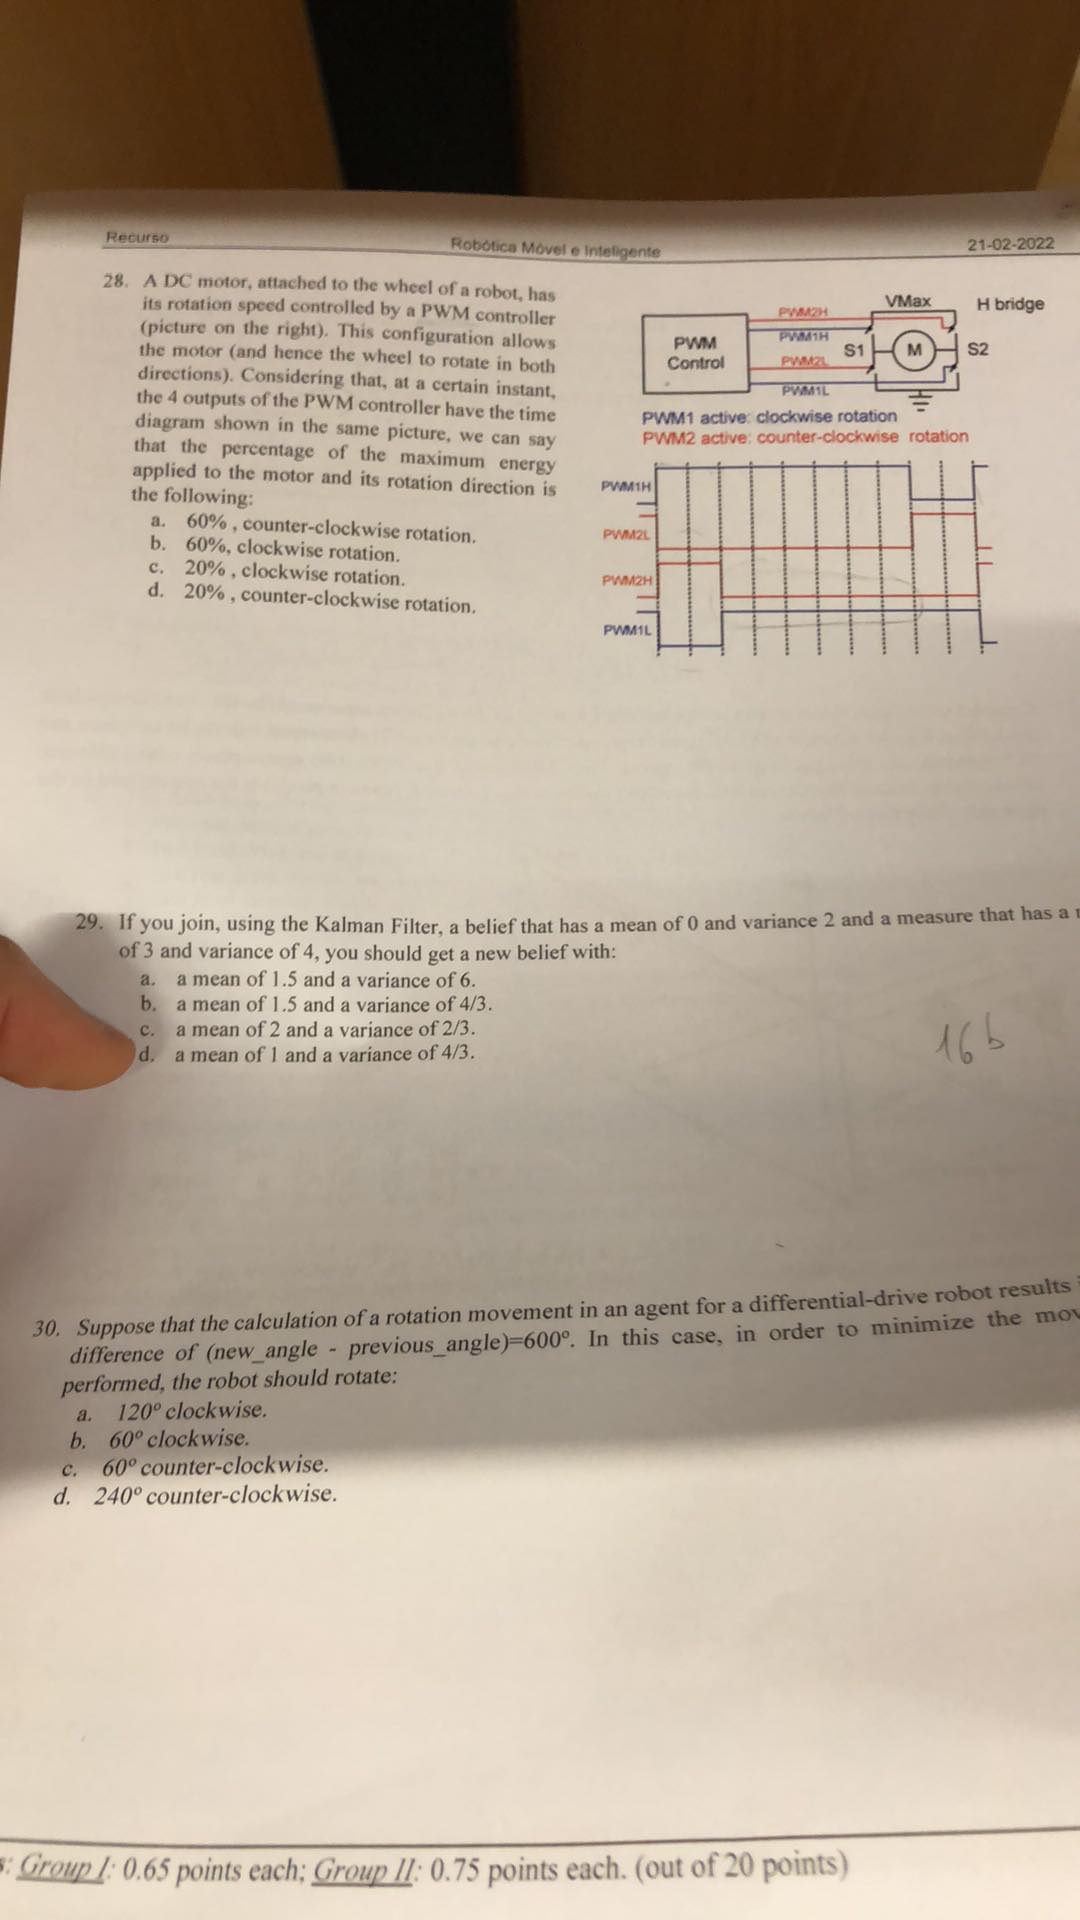 Recurso
Robótica Móvel e Inteligente
21-02-2022
28. A DC motor, attached to the wheel of a robot, has
its rotation speed controlled by a PWM controller
(picture on the right). This configuration allows
the motor (and hence the wheel to rotate in both
directions). Considering that, at a certain instant,
the 4 outputs of the PWM controller have the time
diagram shown in the same picture, we can say
that the percentage of the maximum energy
applied to the motor and its rotation direction is
the following:
a. 60% , counter-clockwise rotation.
b. 60%, clockwise rotation.
c. 20% , clockwise rotation.
d. 20% , counter-clockwise rotation.
PWM
Control
PWM2H
PWM1H
PWM2L
PWM1L
VMax
H bridge
S1
M
S2
PWM1 active: clockwise rotation
PWM2 active: counter-clockwise rotation
PWM1H
PWM2L
PWM2H
PWM1L
29. If you join, using the Kalman Filter, a belief that has a mean of 0 and variance 2 and a measure that has a
of 3 and variance of 4, you should get a new belief with:
a. a mean of 1.5 and a variance of 6.
b. a mean of 1.5 and a variance of 4/3.
c. a mean of 2 and a variance of 2/3.
d. a mean of 1 and a variance of 4/3.
16b
30. Suppose that the calculation of a rotation movement in an agent for a differential-drive robot results
difference of (new_angle - previous_angle)=600º. In this case, in order to minimize the
performed, the robot should rotate:
a. 120º clockwise.
b. 60º clockwise.
c. 60º counter-clockwise.
d. 240º counter-clockwise.
Group I: 0.65 points each; Group II: 0.75 points each. (out of 20 points)